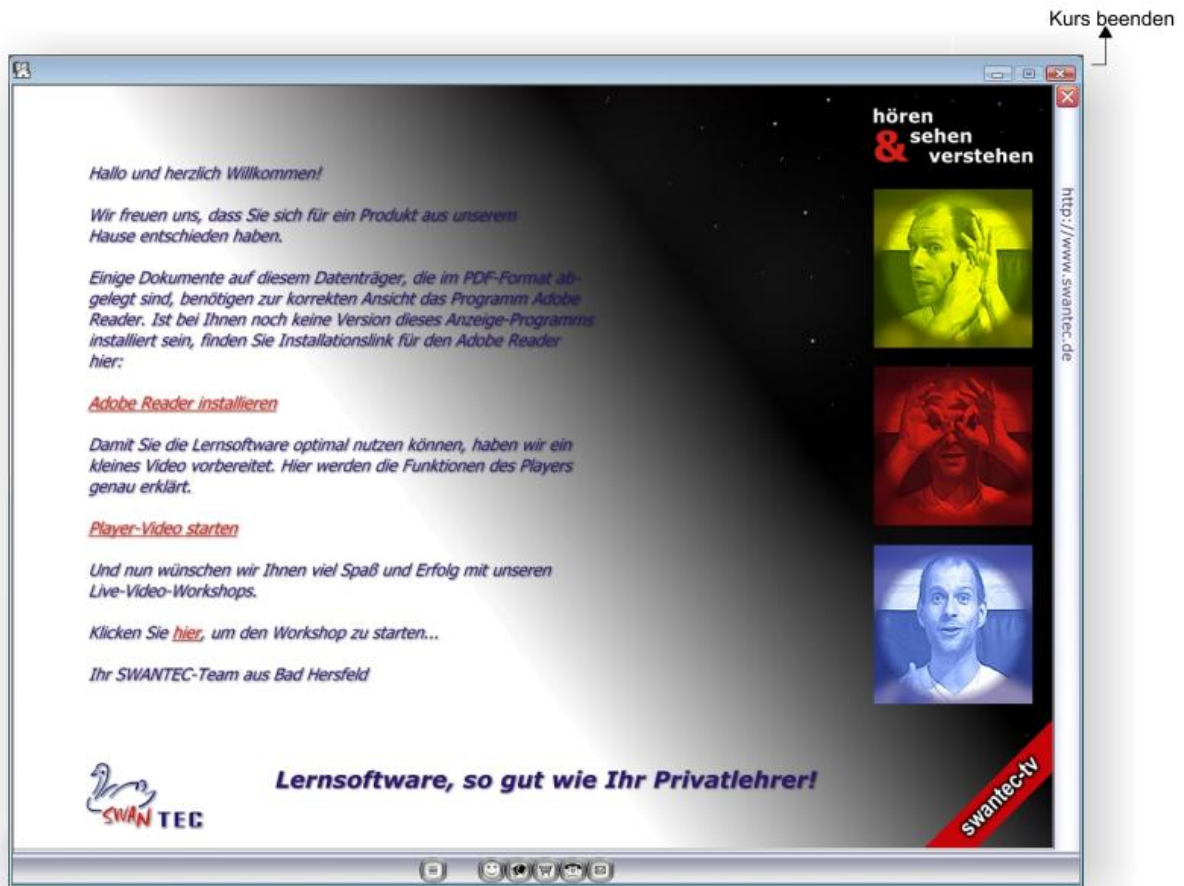 Kurs beenden
hören
& sehen
verstehen
http://www.swantec.de
Hallo und herzlich Willkommen!
Wir freuen uns, dass Sie sich für ein Produkt aus unserem
Hause entschieden haben.
Einige Dokumente auf diesem Datenträger, die im PDF-Format ab-
gelegt sind, benötigen zur korrekten Ansicht das Programm Adobe
Reader. Ist bei Ihnen noch keine Version dieses Anzeige-Programms
installiert sein, finden Sie Installationslink für den Adobe Reader
hier:
Adobe Reader installieren
Damit Sie die Lernsoftware optimal nutzen können, haben wir ein
kleines Video vorbereitet. Hier werden die Funktionen des Players
genau erklärt.
Player-Video starten
Und nun wünschen wir Ihnen viel Spaß und Erfolg mit unseren
Live-Video-Workshops.
Klicken Sie hier, um den Workshop zu starten...
Ihr SWANTEC-Team aus Bad Hersfeld
SWANTEC
Lernsoftware, so gut wie Ihr Privatlehrer!
swantec-tv